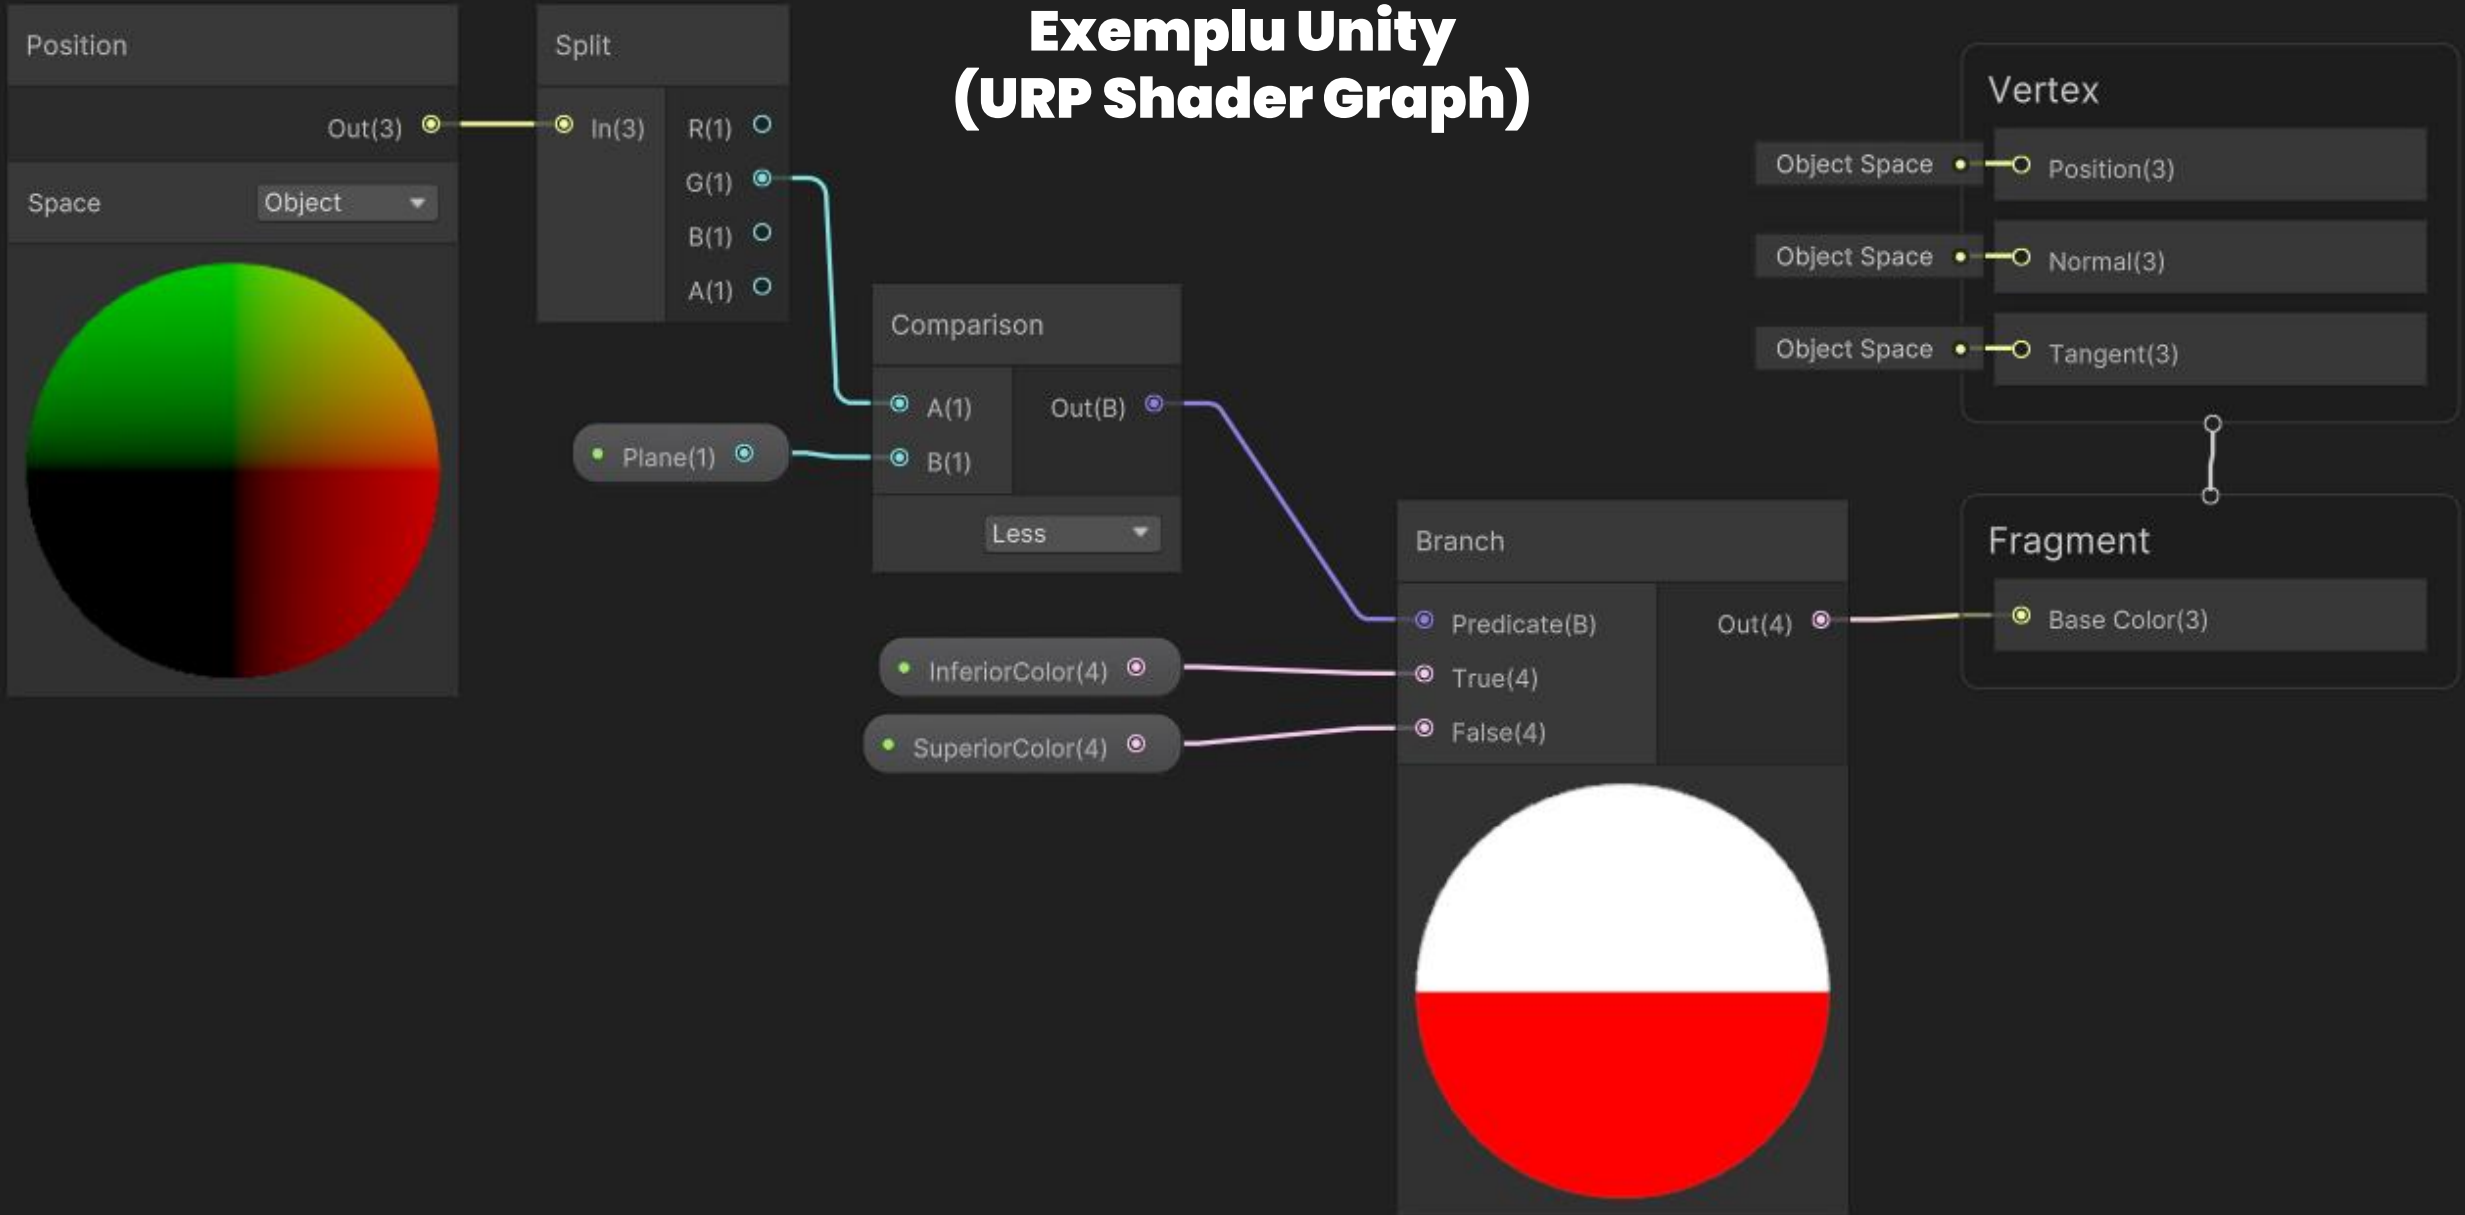 Exemplu Unity
(URP Shader Graph)
Position
Out(3)
Space
Object
Split
In(3)
R(1)
G(1)
B(1)
A(1)
Plane(1)
Comparison
A(1)
Out(B)
B(1)
Less
InferiorColor(4)
SuperiorColor(4)
Branch
Predicate(B)
Out(4)
True(4)
False(4)
Vertex
Object Space
Position(3)
Object Space
Normal(3)
Object Space
Tangent(3)
Fragment
Base Color(3)